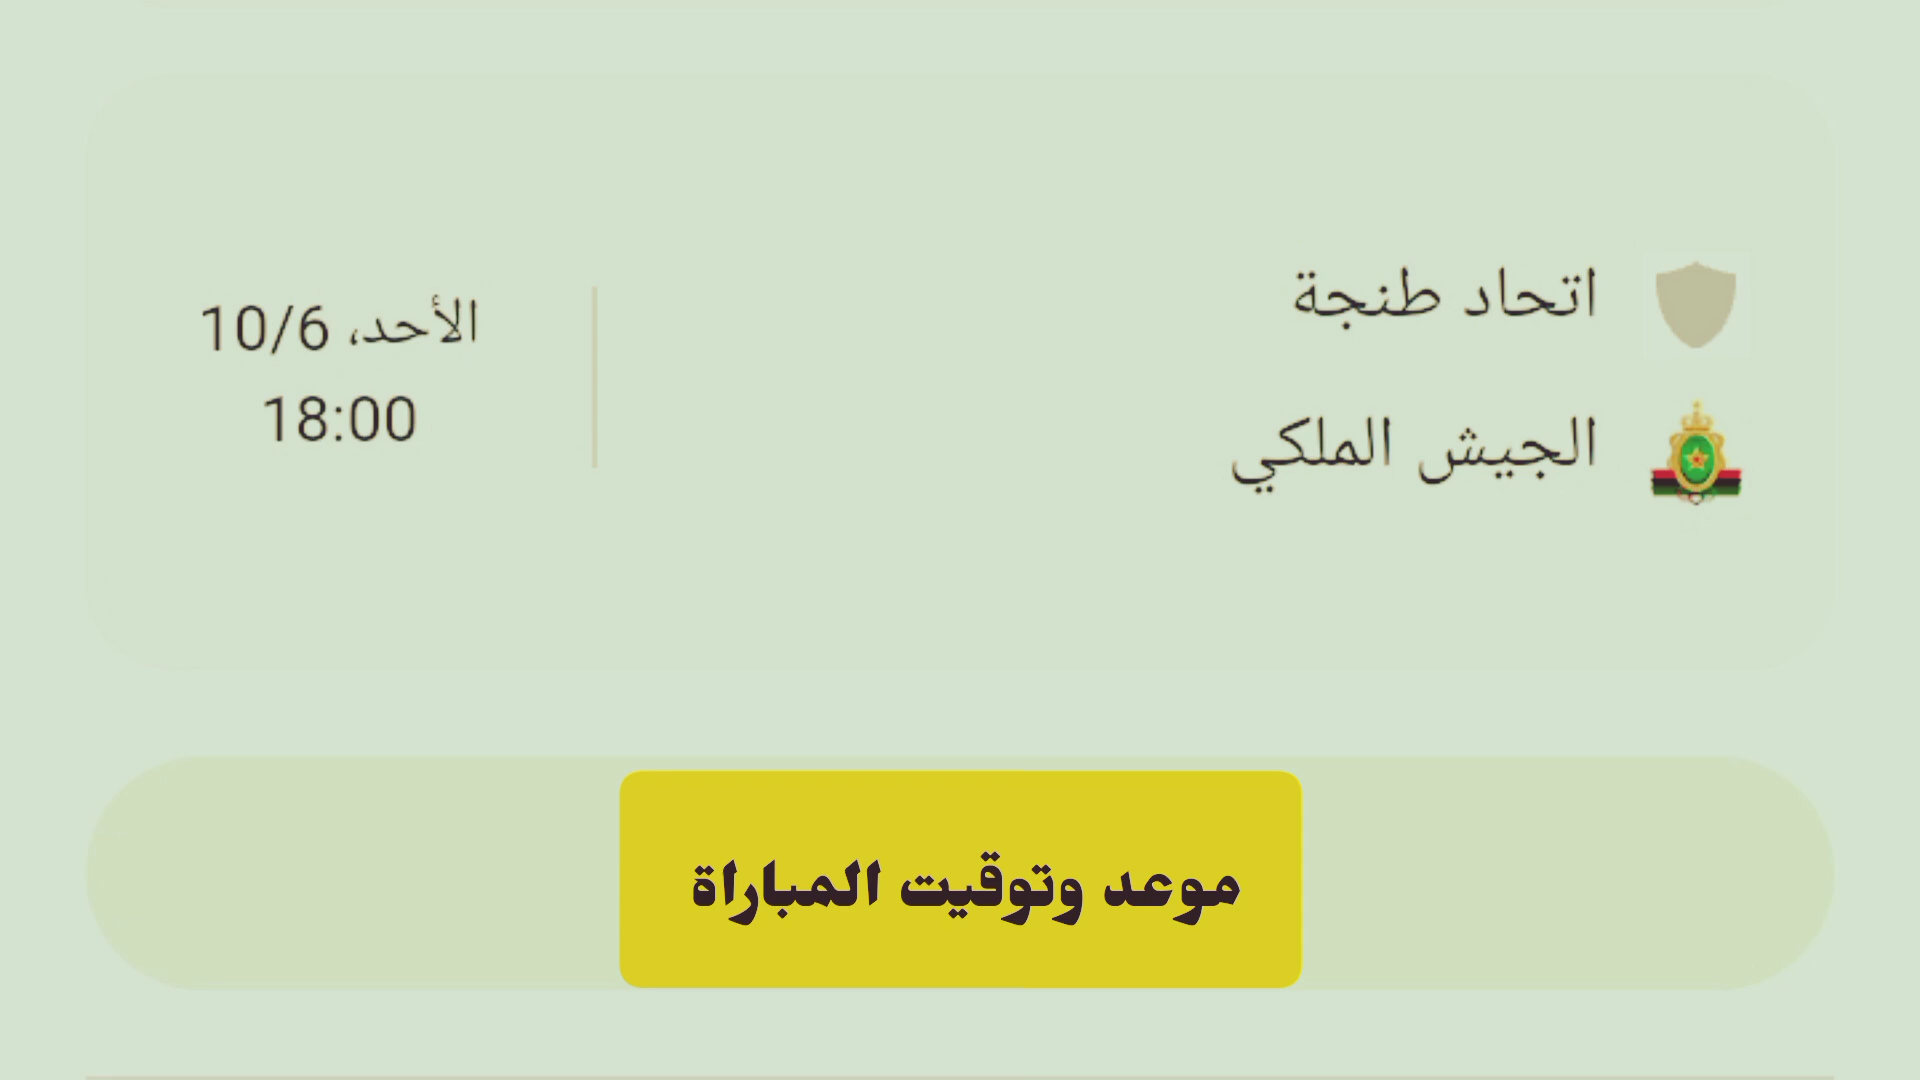 اتحاد طنجة
الجيش الملكي
الأحد، 10/6
18:00
موعد وتوقيت المباراة